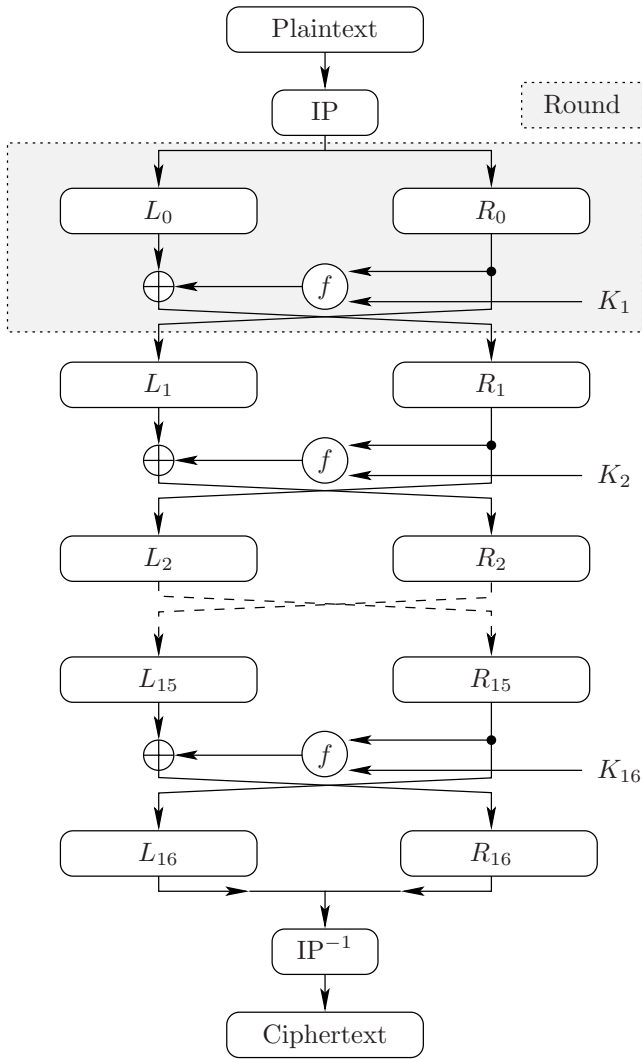 Plaintext
IP
Round
L₀ R₀
f
K₁
L₁ R₁
f
K₂
L₂ R₂
L₁₅ R₁₅
f
K₁₆
L₁₆ R₁₆
IP⁻¹
Ciphertext